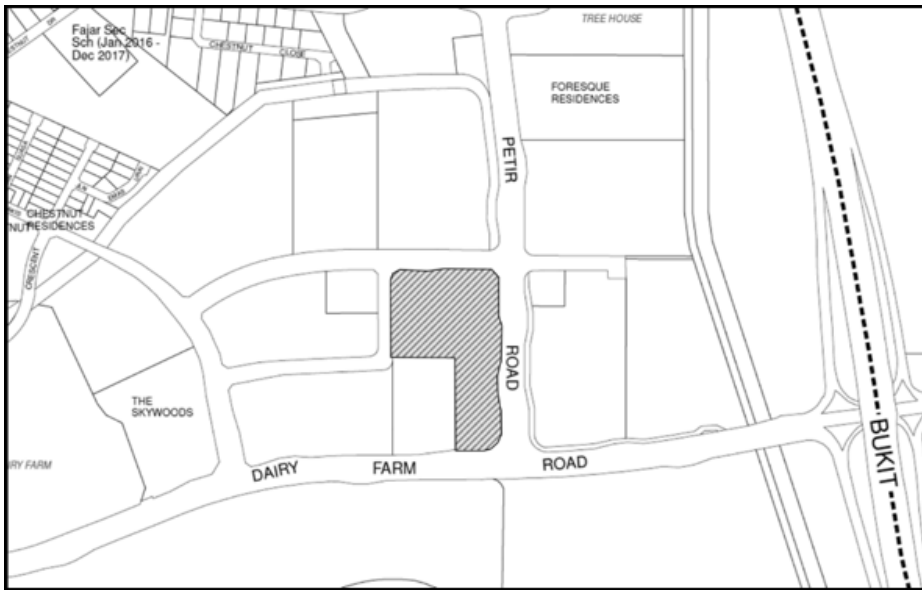 TREE HOUSE
Fajar Sec
Sch (Jan 2016 -
Dec 2017)
CHESTNUT
CLOSE
FORESQUE
RESIDENCES
PETIR
CHESTNUT
RESIDENCES
CRESCENT
ROAD
THE
SKYWOODS
BUKIT
DAIRY
FARM
ROAD